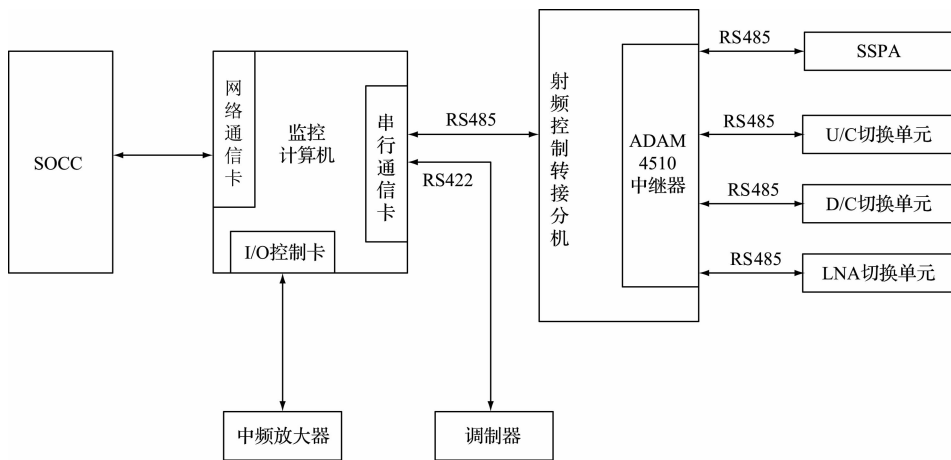 SOCC
网络通信卡
监控
计算机
串行通信卡
I/O控制卡
RS485
RS422
中频放大器
调制器
射频控制转接分机
ADAM
4510
中继器
RS485
SSPA
RS485
U/C切换单元
RS485
D/C切换单元
RS485
LNA切换单元